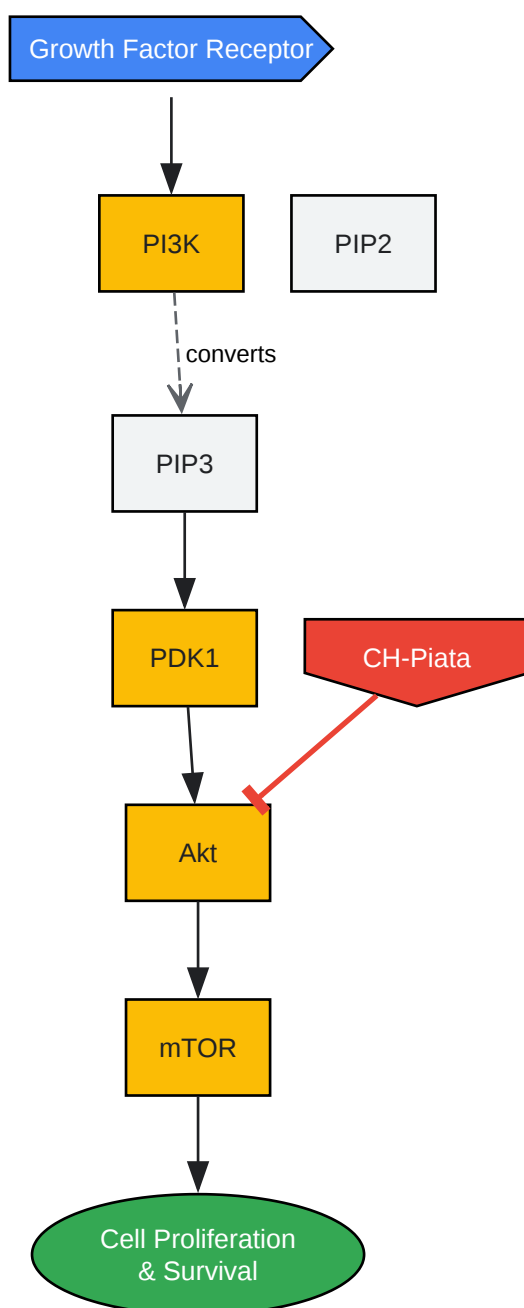 Growth Factor Receptor
PI3K
PIP2
converts
PIP3
PDK1
CH-Piata
Akt
mTOR
Cell Proliferation
& Survival